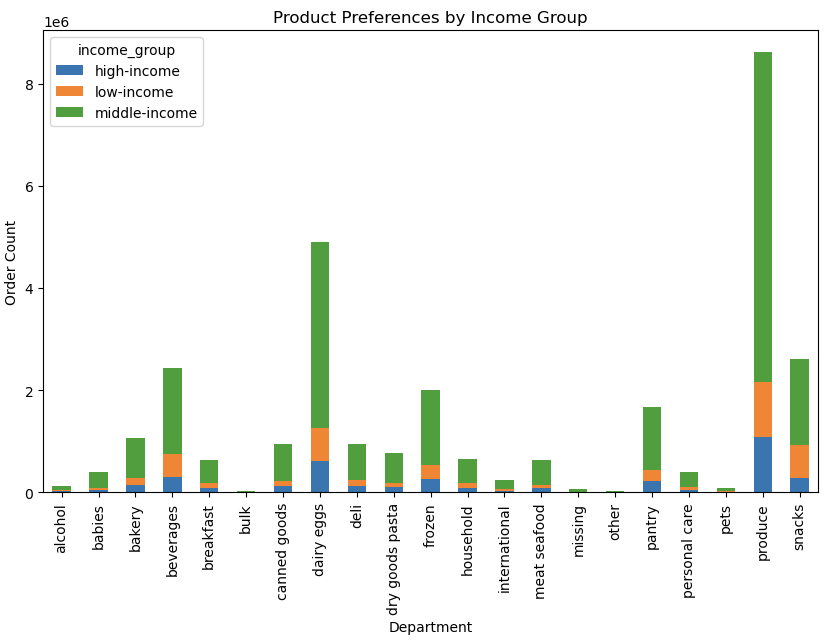 Product Preferences by Income Group
1e6
income_group
high-income
low-income
middle-income
8
6
4
2
0
Order Count
alcohol
babies
bakery
beverages
breakfast
bulk
canned goods
dairy eggs
deli
dry goods pasta
frozen
household
international
meat seafood
missing
other
pantry
personal care
pets
produce
snacks
Department